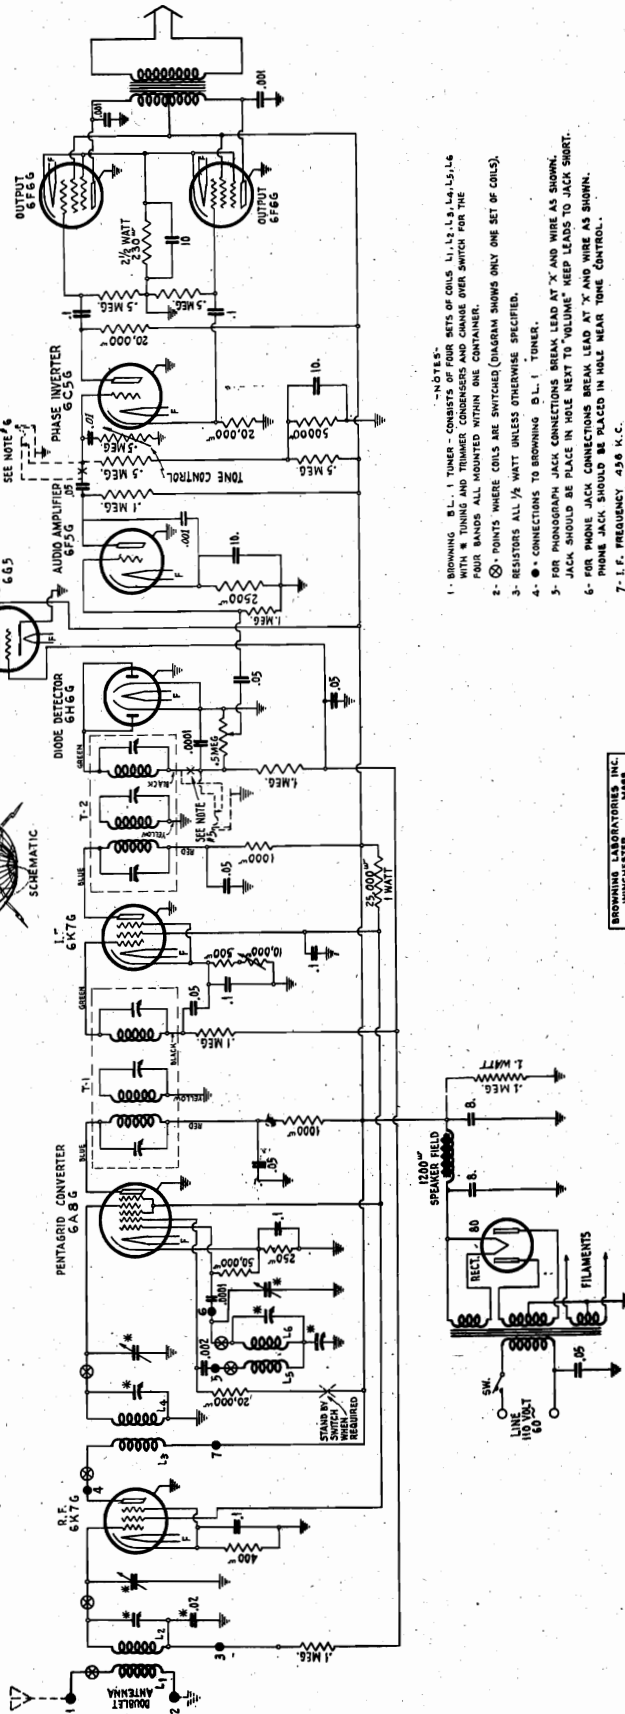 OUTPUT
6F6G
.001
.001
F
2½ WATT
230ω
10
OUTPUT
6F6G
F
.1
.5 MEG
.5 MEG.
.1
20,000ω
PHASE INVERTER
6C5G
F
SEE NOTE #6
.01
.5 MEG.
TONE CONTROL
.5 MEG.
X
.05
.1 MEG.
20,000ω
5000ω
10.
.5 MEG.
AUDIO AMPLIFIER
6F5G
F
.001
10.
2500ω
1. MEG.
6G5
F
DIODE DETECTOR
6H6G
F
.0001
.05
.5 MEG
1. MEG.
.05
GREEN
BLACK
X
SEE NOTE
#5
T-2
YELLOW
BLUE
RED
.05
1000ω
25,000ω
1 WATT
SCHEMATIC
I.F.
6K7G
F
500ω
10,000ω
.1
.1
.05
.1 MEG.
GREEN
BLACK
T-1
YELLOW
BLUE
RED
.05
1000ω
PENTAGRID CONVERTER
6A8G
F
.1
250ω
50,000ω
.0001
6
*
*
*
L6
L5
.002
5
20,000ω
STAND BY
SWITCH
WHEN
REQUIRED
*
*
L4
L3
7
4
R.F.
6K7G
F
.1
400ω
*
*
L2
*
.02
3
.1 MEG.
L1
DOUBLET
ANTENNA
1
2
-NOTES-
1- BROWNING BL. 1 TUNER - CONSISTS OF FOUR SETS OF COILS L1, L2, L3, L4, L5, L6
WITH * TUNING AND TRIMMER CONDENSERS AND CHANGE OVER SWITCH FOR THE
FOUR BANDS ALL MOUNTED WITHIN ONE CONTAINER.
2- ⊗- POINTS WHERE COILS ARE SWITCHED (DIAGRAM SHOWS ONLY ONE SET OF COILS).
3- RESISTORS ALL ½ WATT UNLESS OTHERWISE SPECIFIED.
4- ● - CONNECTIONS TO BROWNING BL. 1 TUNER.
5- FOR PHONOGRAPH JACK CONNECTIONS BREAK LEAD AT "X" AND WIRE AS SHOWN.
JACK SHOULD BE PLACE IN HOLE NEXT TO "VOLUME" KEEP LEADS TO JACK SHORT.
6- FOR PHONE JACK CONNECTIONS BREAK LEAD AT "X" AND WIRE AS SHOWN.
PHONE JACK SHOULD BE PLACED IN HOLE NEAR TONE CONTROL.
7- I.F. FREQUENCY 456 K.C.
BROWNING LABORATORIES INC.
WINCHESTER MASS.
.1 MEG.
1. WATT
1200ω
SPEAKER FIELD
8.
8.
RECT.
80
FILAMENTS
SW.
LINE
110 VOLT
60~
.05